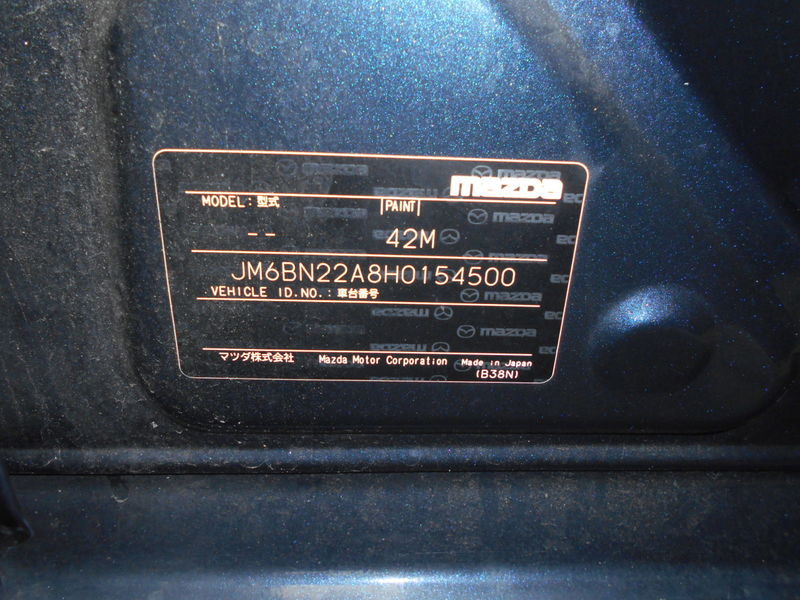 mazda
MODEL:型式 |PAINT|
-- 42M
JM6BN22A8H0154500
VEHICLE ID.NO.:車台番号
マツダ株式会社 Mazda Motor Corporation Made in Japan
(B38N)